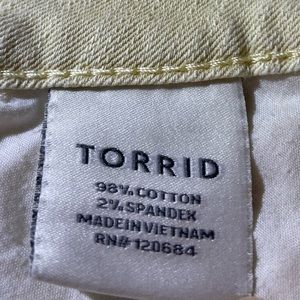 TORRID
98% COTTON
2% SPANDEX
MADE IN VIETNAM
RN# 120684